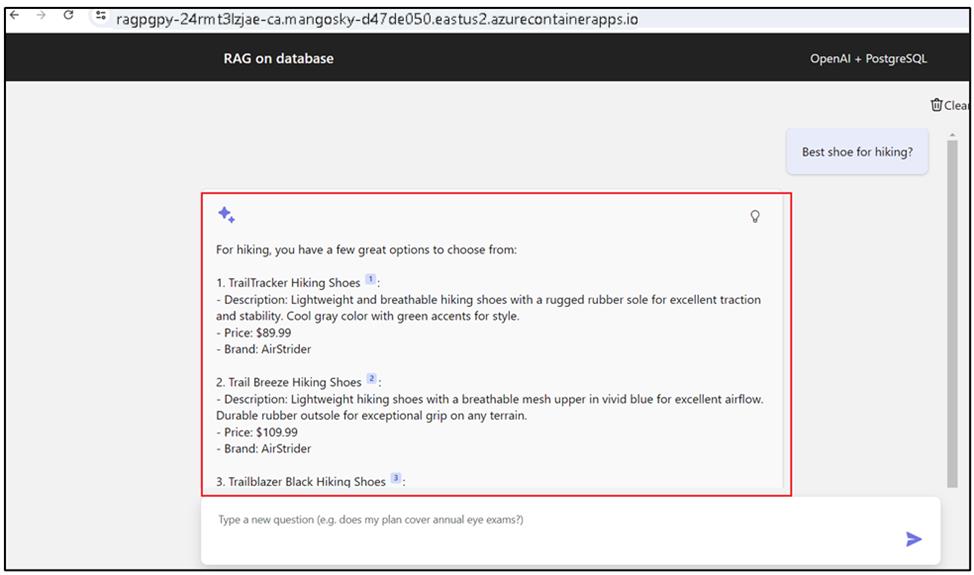 ragpgpy-24rmt3lzjae-ca.mangosky-d47de050.eastus2.azurecontainerapps.io
RAG on database
OpenAI + PostgreSQL
Clear
Best shoe for hiking?
For hiking, you have a few great options to choose from:
1. TrailTracker Hiking Shoes 1 :
- Description: Lightweight and breathable hiking shoes with a rugged rubber sole for excellent traction
and stability. Cool gray color with green accents for style.
- Price: $89.99
- Brand: AirStrider
2. Trail Breeze Hiking Shoes 2 :
- Description: Lightweight hiking shoes with a breathable mesh upper in vivid blue for excellent airflow.
Durable rubber outsole for exceptional grip on any terrain.
- Price: $109.99
- Brand: AirStrider
3. Trailblazer Black Hiking Shoes 3 :
Type a new question (e.g. does my plan cover annual eye exams?)